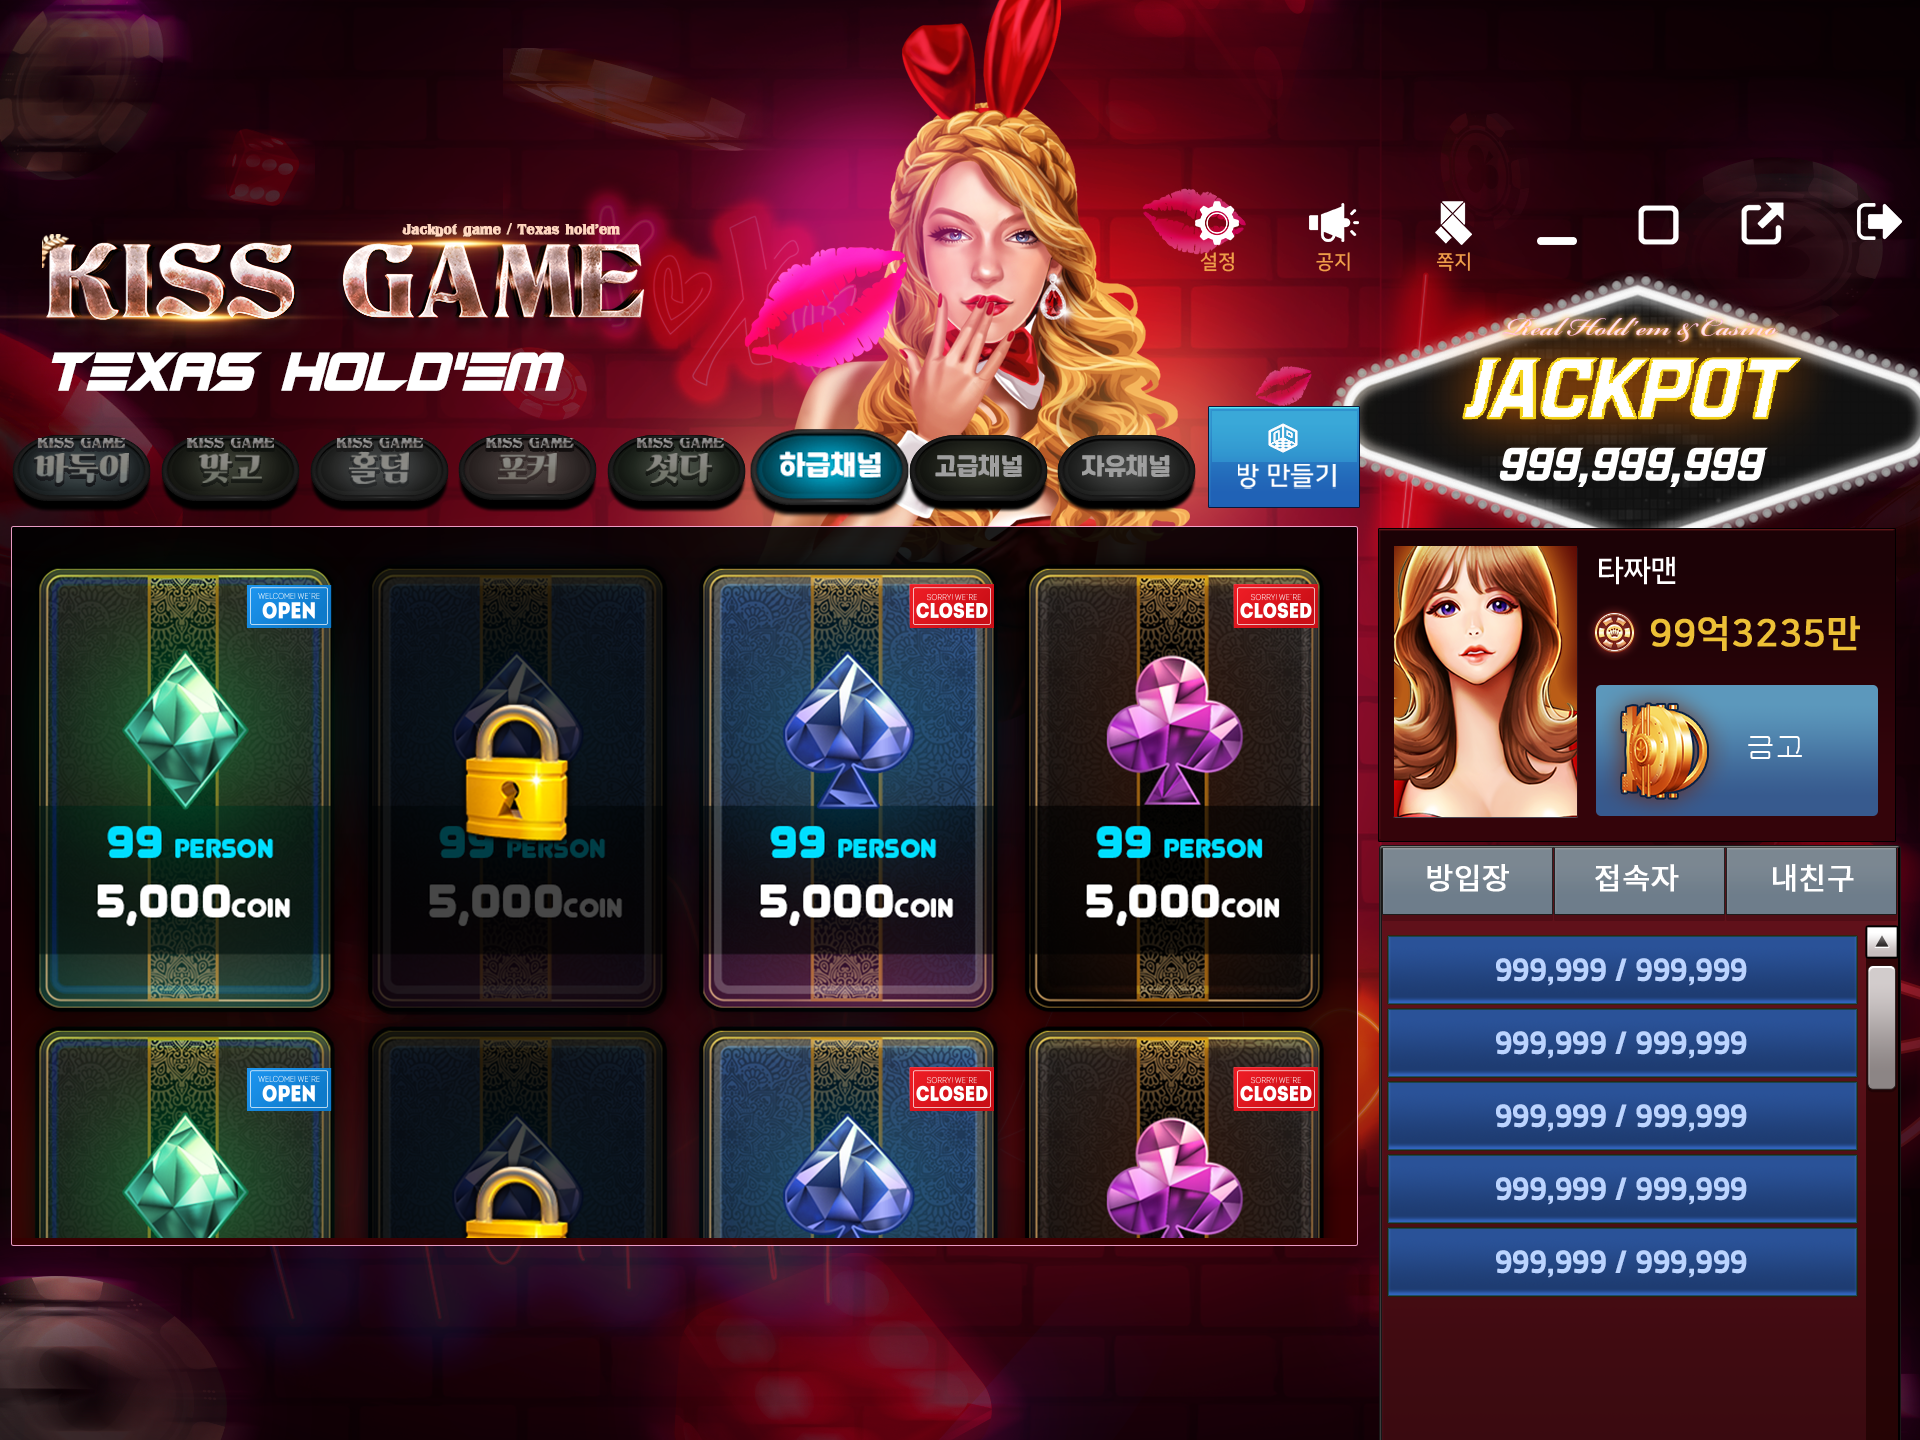 Jackpot game / Texas hold'em
KISS GAME
TEXAS HOLD'EM
설정
공지
쪽지
Real Hold'em & Casino
JACKPOT
999,999,999
KISS GAME
바둑이
KISS GAME
맞고
KISS GAME
홀덤
KISS GAME
포커
KISS GAME
섯다
하급채널
고급채널
자유채널
방 만들기
WELCOME! WE'RE
OPEN
99 PERSON
5,000COIN
99 PERSON
5,000COIN
SORRY! WE'RE
CLOSED
99 PERSON
5,000COIN
SORRY! WE'RE
CLOSED
99 PERSON
5,000COIN
WELCOME! WE'RE
OPEN
SORRY! WE'RE
CLOSED
SORRY! WE'RE
CLOSED
타짜맨
99억3235만
금고
방입장
접속자
내친구
999,999 / 999,999
999,999 / 999,999
999,999 / 999,999
999,999 / 999,999
999,999 / 999,999